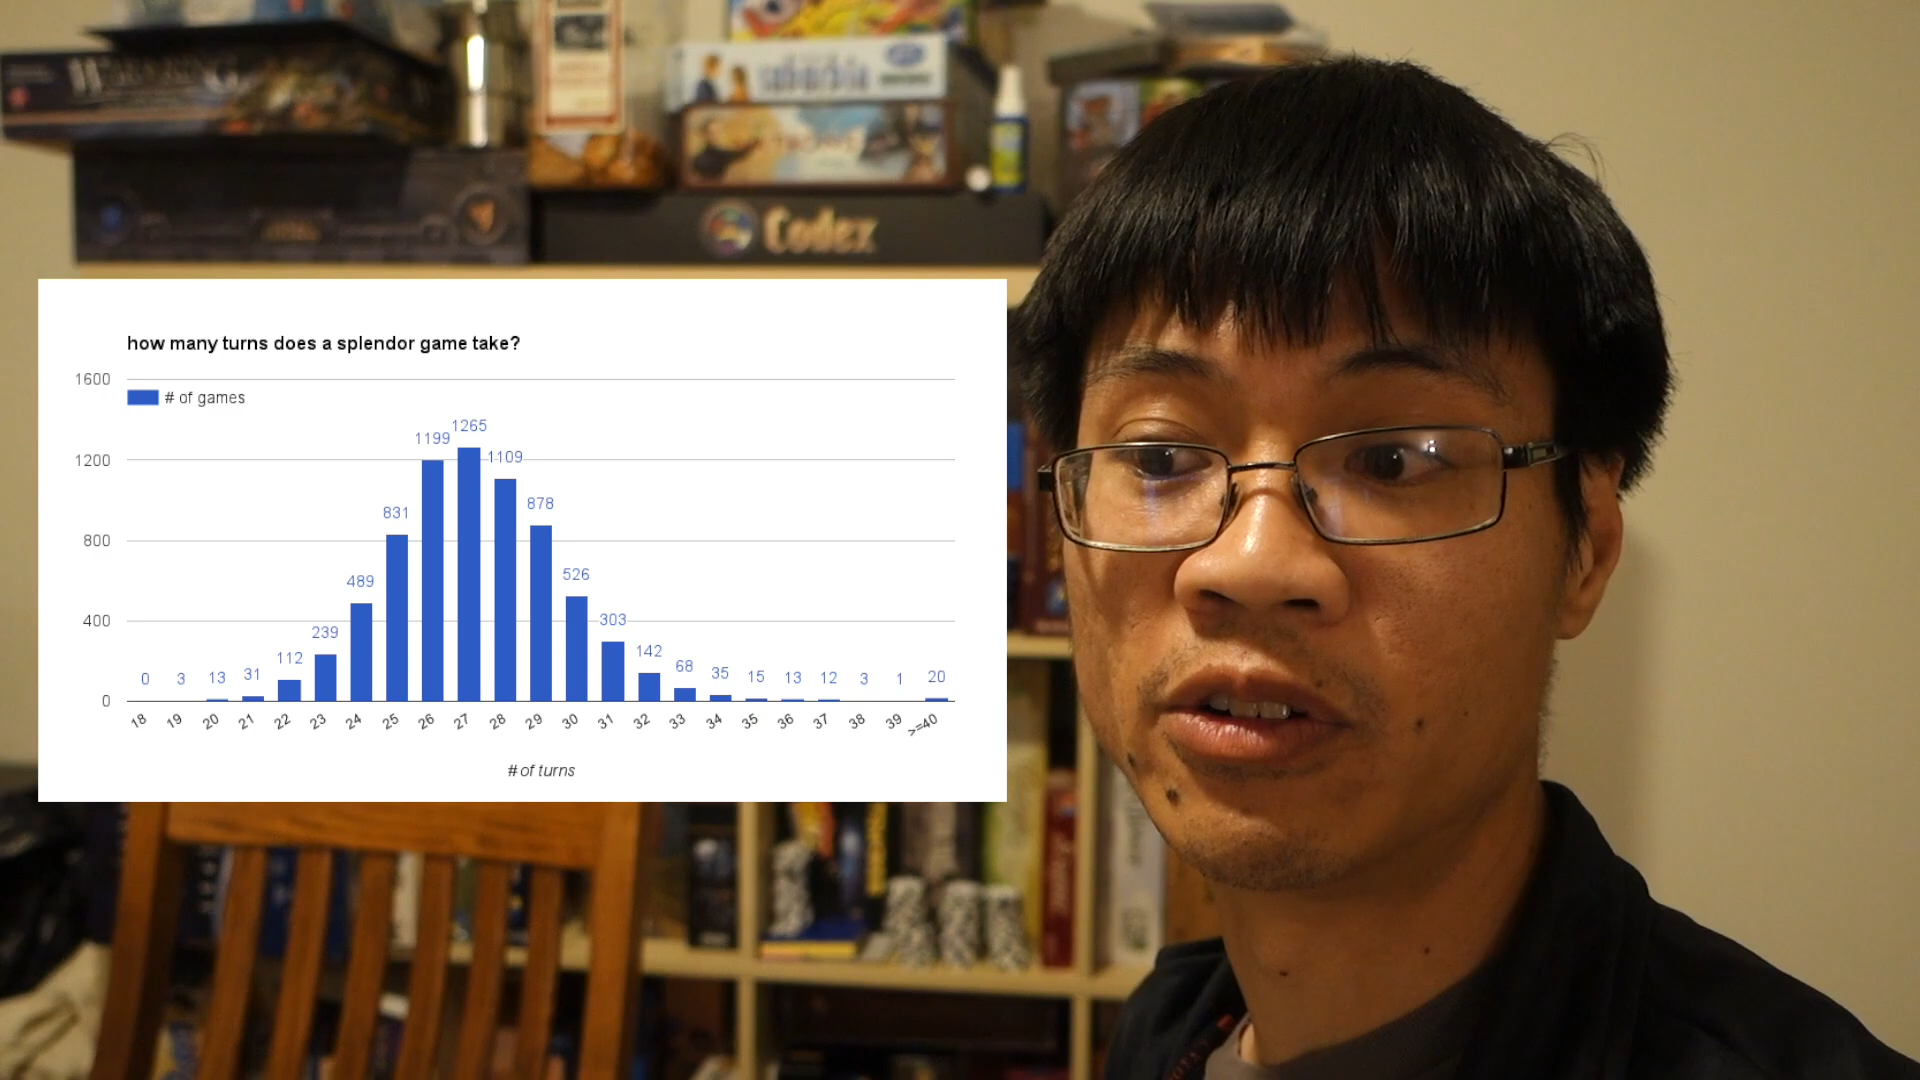 Codex
how many turns does a splendor game take?
1600
# of games
1200
800
400
0
0 3 13 31 112 239 489 831 1199 1265 1109 878 526 303 142 68 35 15 13 12 3 1 20
18 19 20 21 22 23 24 25 26 27 28 29 30 31 32 33 34 35 36 37 38 39 >=40
# of turns